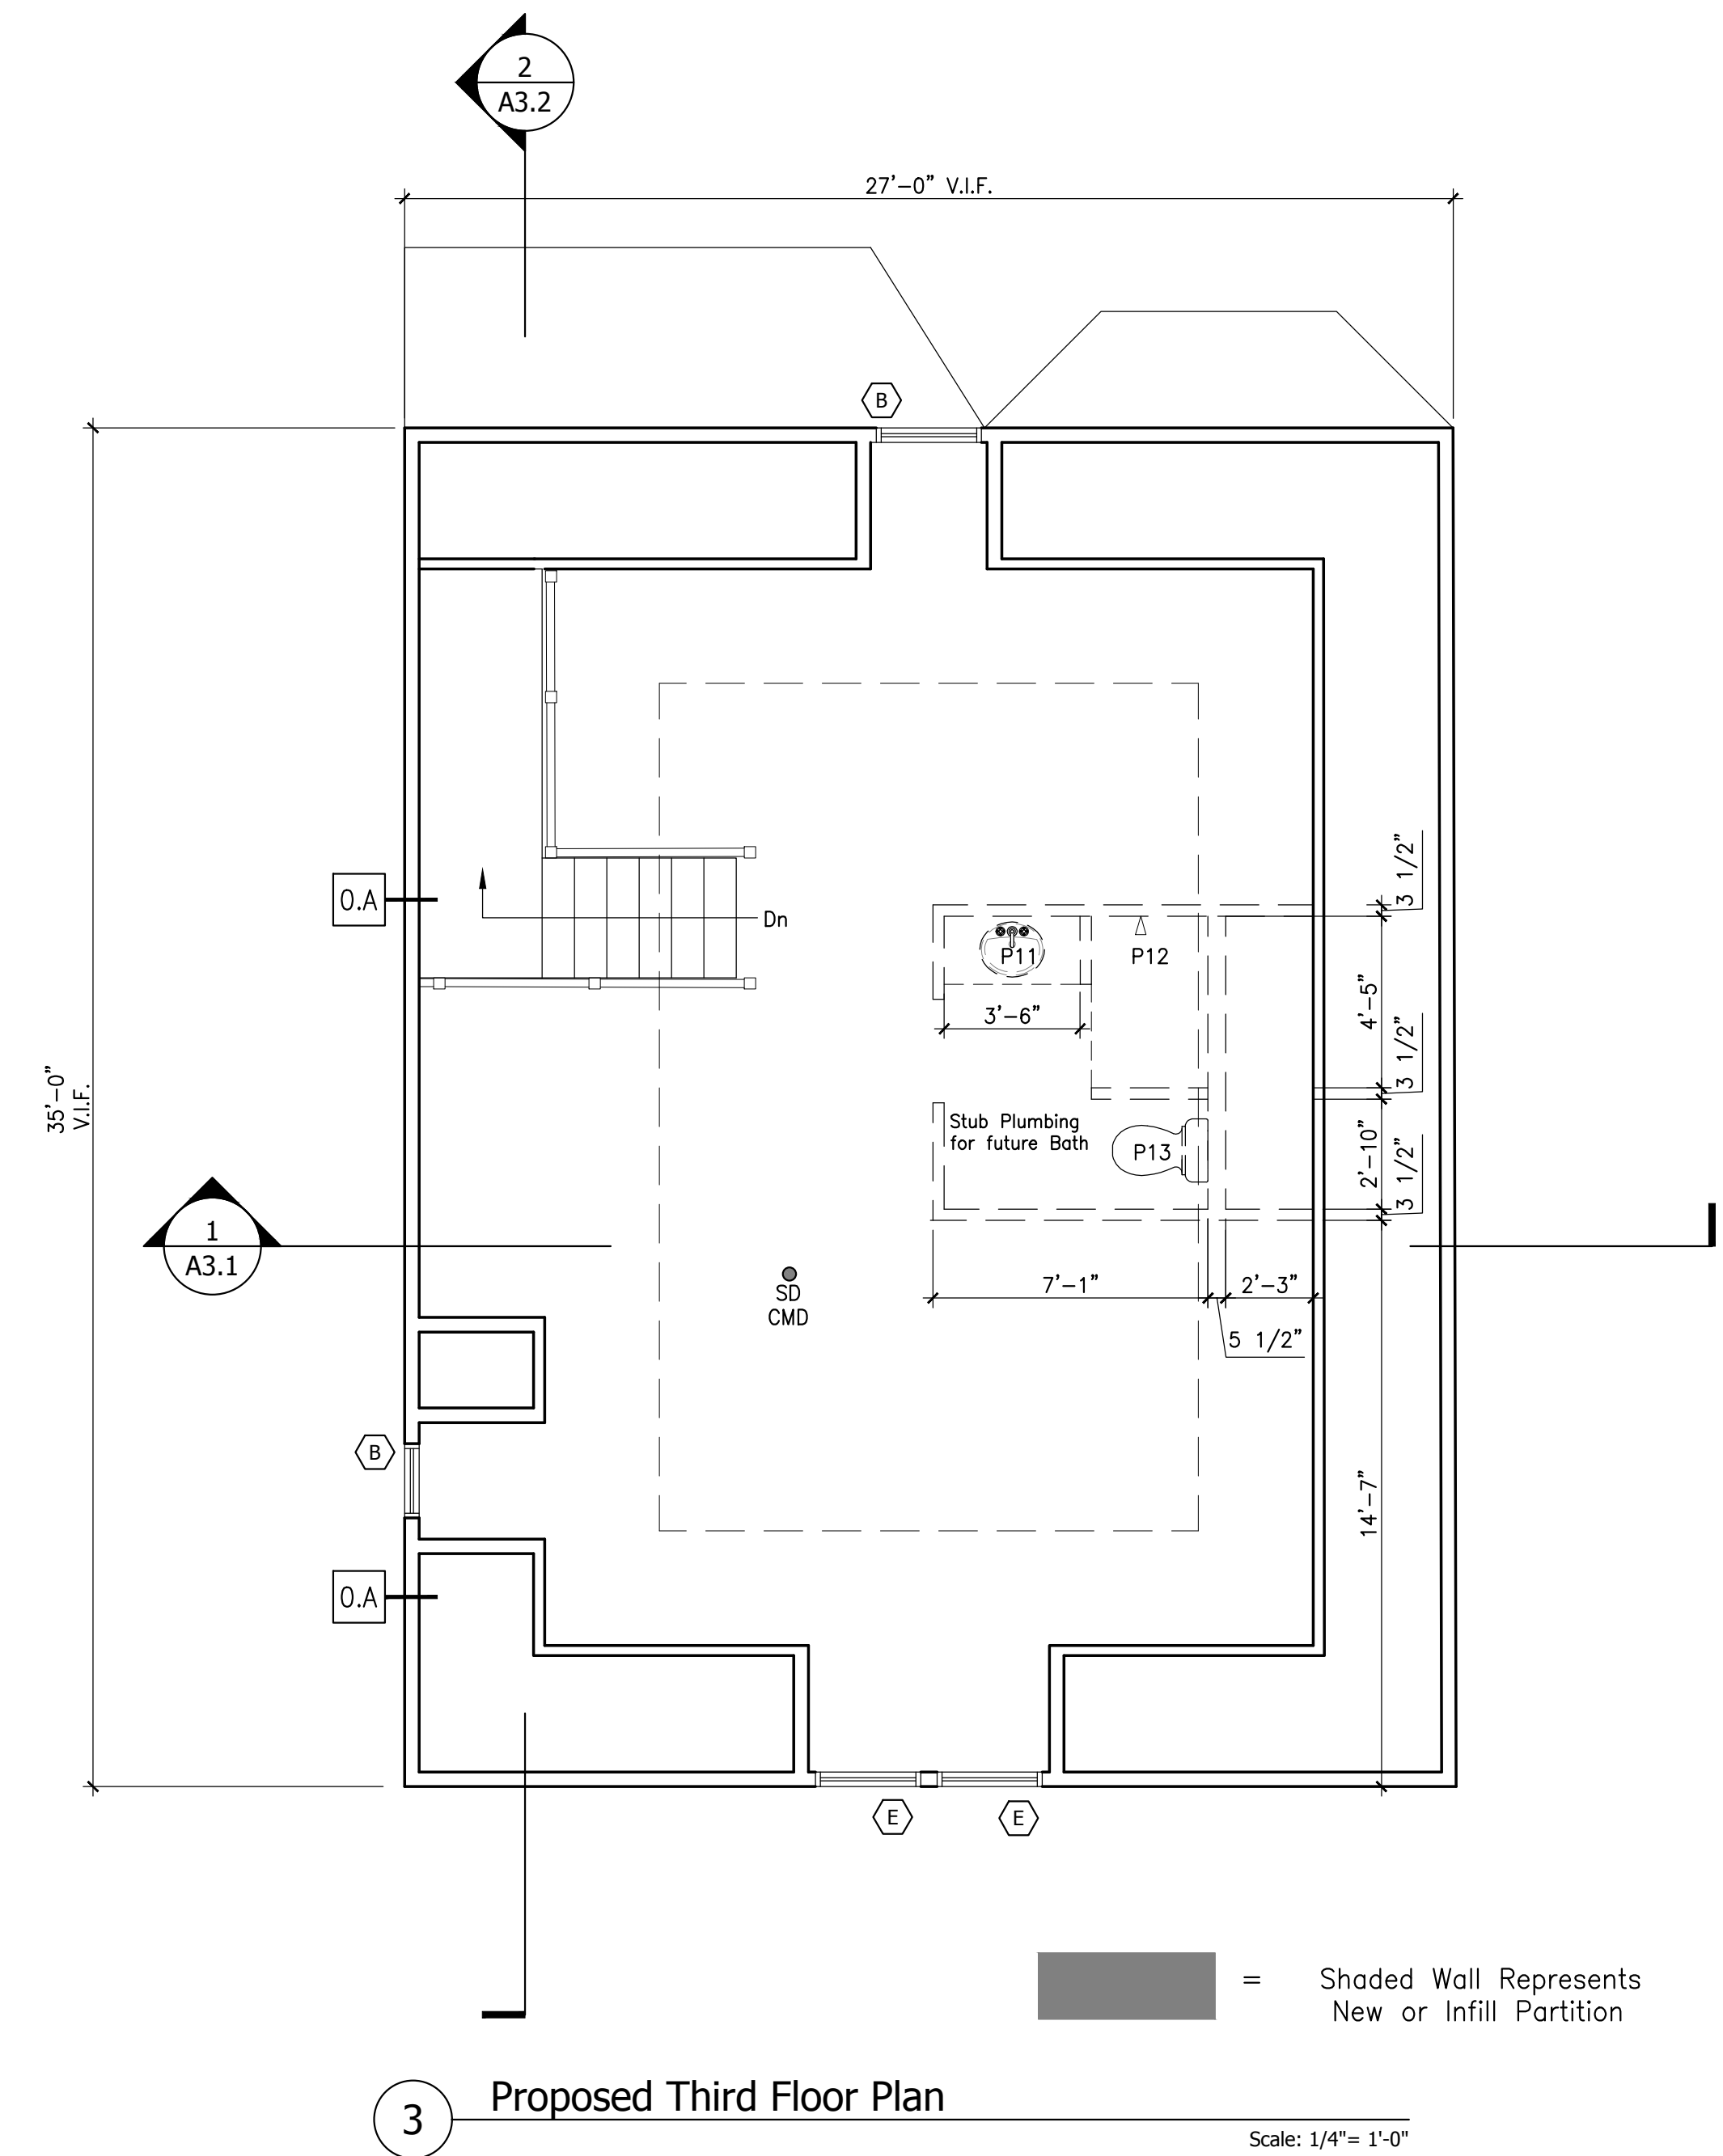 2
A3.2
27'-0" V.I.F.
B
0.A
Dn
3 1/2"
P11
P12
4'-5"
3'-6"
3 1/2"
35'-0"
V.I.F.
Stub Plumbing
for future Bath
P13
2'-10"
3 1/2"
1
A3.1
SD
CMD
7'-1"
2'-3"
5 1/2"
B
14'-7"
0.A
E
E
= Shaded Wall Represents
New or Infill Partition
3
Proposed Third Floor Plan
Scale: 1/4"= 1'-0"